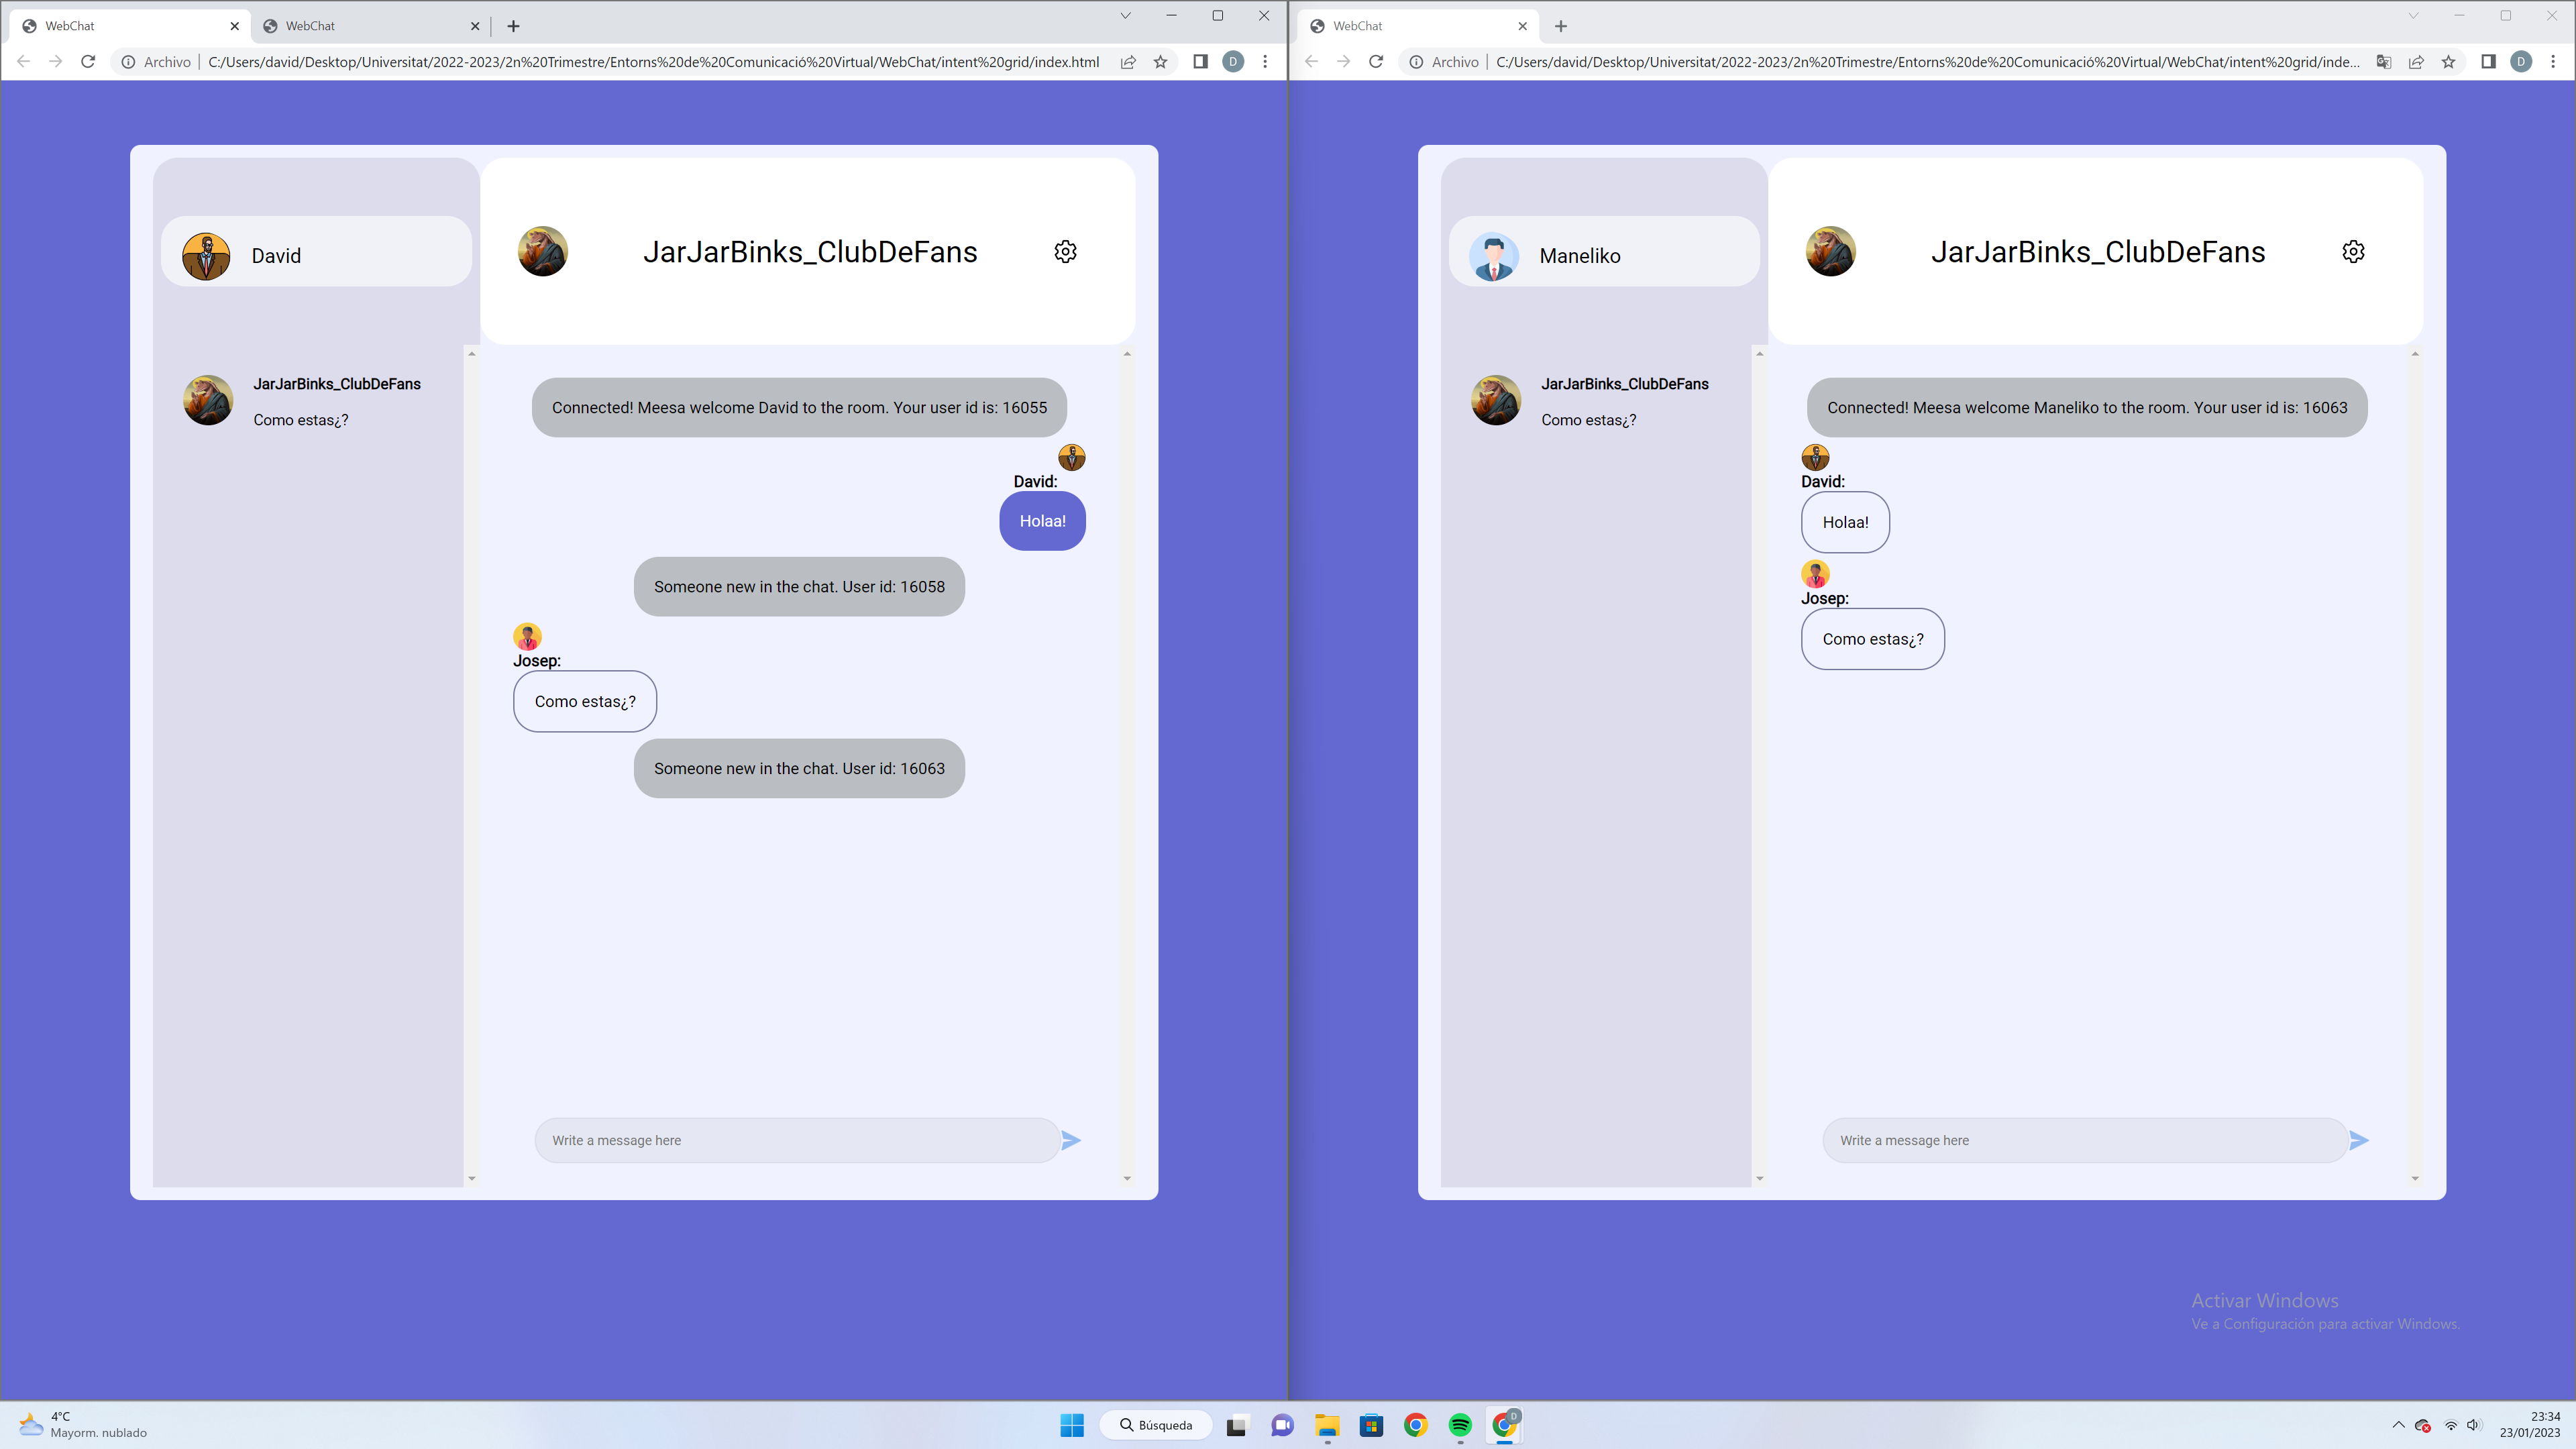 WebChat
WebChat
Archivo
C:/Users/david/Desktop/Universitat/2022-2023/2n%20Trimestre/Entorns%20de%20Comunicació%20Virtual/WebChat/intent%20grid/index.html
D
David
JarJarBinks_ClubDeFans
JarJarBinks_ClubDeFans
Como estas¿?
Connected! Meesa welcome David to the room. Your user id is: 16055
David:
Holaa!
Someone new in the chat. User id: 16058
Josep:
Como estas¿?
Someone new in the chat. User id: 16063
Write a message here
WebChat
Archivo
C:/Users/david/Desktop/Universitat/2022-2023/2n%20Trimestre/Entorns%20de%20Comunicació%20Virtual/WebChat/intent%20grid/inde...
D
Maneliko
JarJarBinks_ClubDeFans
JarJarBinks_ClubDeFans
Como estas¿?
Connected! Meesa welcome Maneliko to the room. Your user id is: 16063
David:
Holaa!
Josep:
Como estas¿?
Write a message here
Activar Windows
Ve a Configuración para activar Windows.
4°C
Mayorm. nublado
Búsqueda
D
23:34
23/01/2023